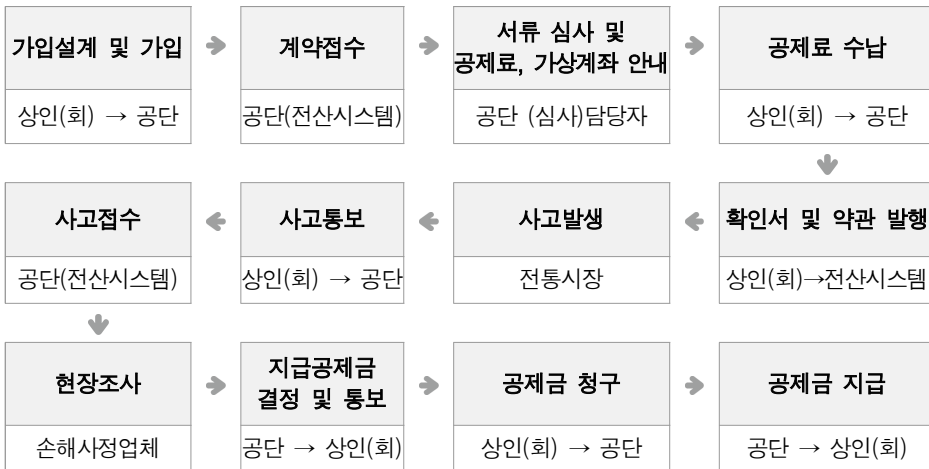 가입설계 및 가입
상인(회) → 공단
계약접수
공단(전산시스템)
서류 심사 및
공제료, 가상계좌 안내
공단 (심사)담당자
공제료 수납
상인(회) → 공단
확인서 및 약관 발행
상인(회)→전산시스템
사고발생
전통시장
사고통보
상인(회) → 공단
사고접수
공단(전산시스템)
현장조사
손해사정업체
지급공제금
결정 및 통보
공단 → 상인(회)
공제금 청구
상인(회) → 공단
공제금 지급
공단 → 상인(회)